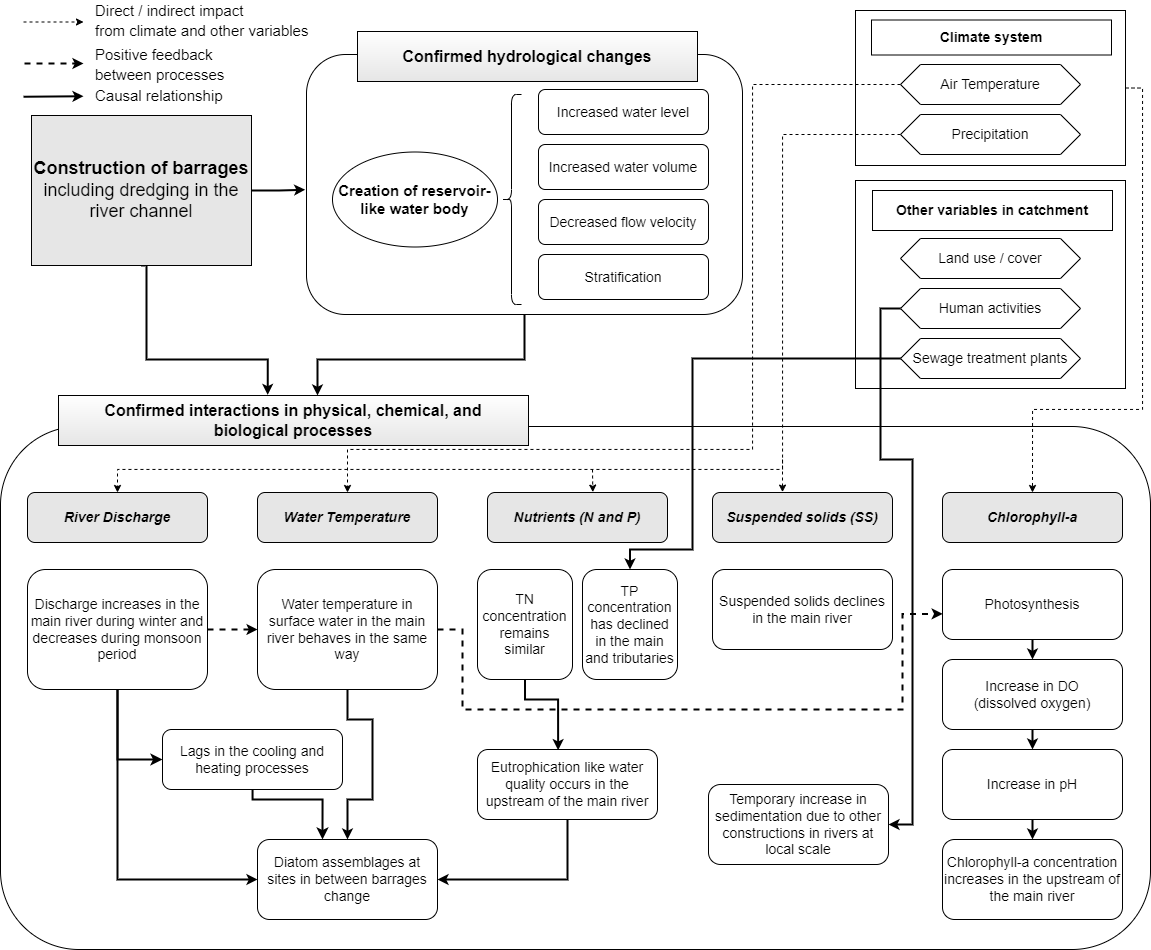 Direct / indirect impact
from climate and other variables
Positive feedback
between processes
Causal relationship
Construction of barrages
including dredging in the
river channel
Confirmed hydrological changes
Creation of reservoir-
like water body
Increased water level
Increased water volume
Decreased flow velocity
Stratification
Climate system
Air Temperature
Precipitation
Other variables in catchment
Land use / cover
Human activities
Sewage treatment plants
Confirmed interactions in physical, chemical, and
biological processes
River Discharge
Water Temperature
Nutrients (N and P)
Suspended solids (SS)
Chlorophyll-a
Discharge increases in the
main river during winter and
decreases during monsoon
period
Water temperature in
surface water in the main
river behaves in the same
way
TN
concentration
remains
similar
TP
concentration
has declined
in the main
and tributaries
Suspended solids declines
in the main river
Photosynthesis
Increase in DO
(dissolved oxygen)
Lags in the cooling and
heating processes
Eutrophication like water
quality occurs in the
upstream of the main river
Increase in pH
Temporary increase in
sedimentation due to other
constructions in rivers at
local scale
Diatom assemblages at
sites in between barrages
change
Chlorophyll-a concentration
increases in the upstream of
the main river